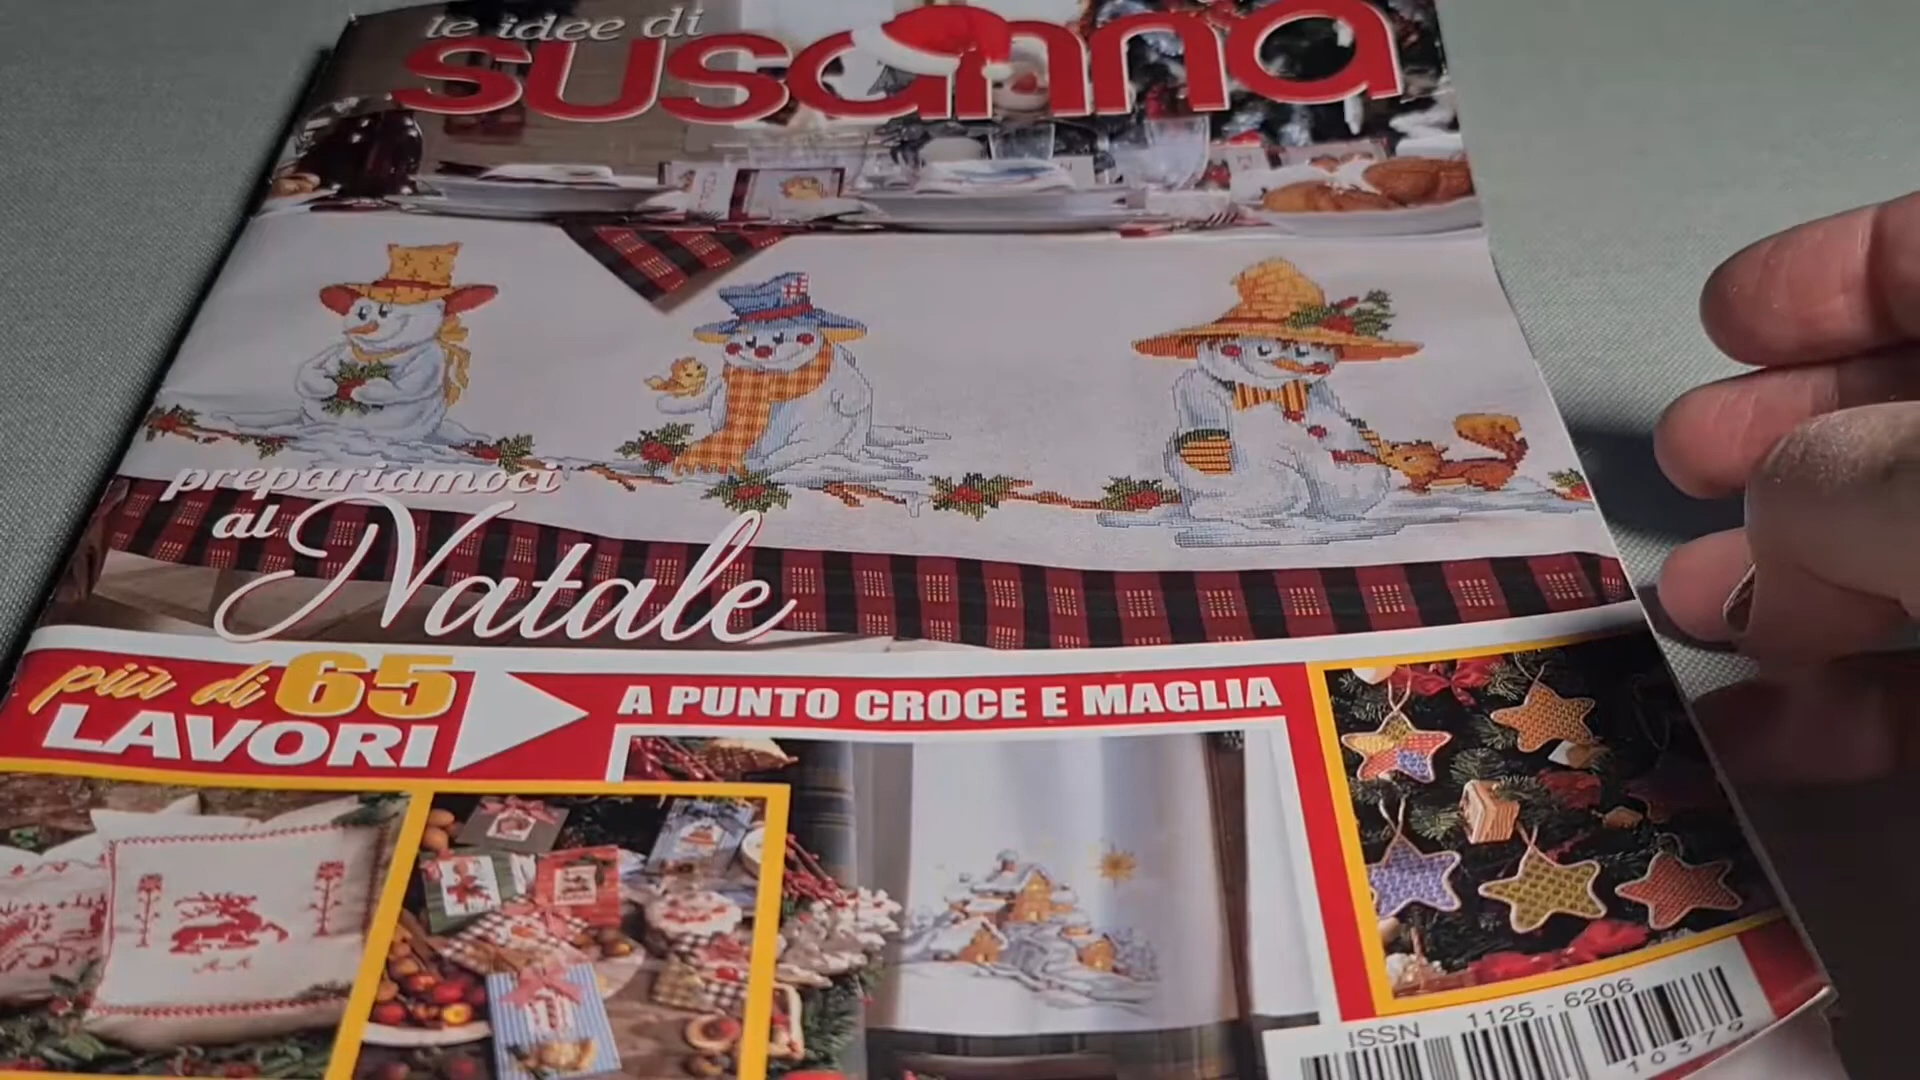 le idee di
susanna
prepariamoci
al Natale
più di 65
LAVORI
A PUNTO CROCE E MAGLIA
ISSN 1125-6206